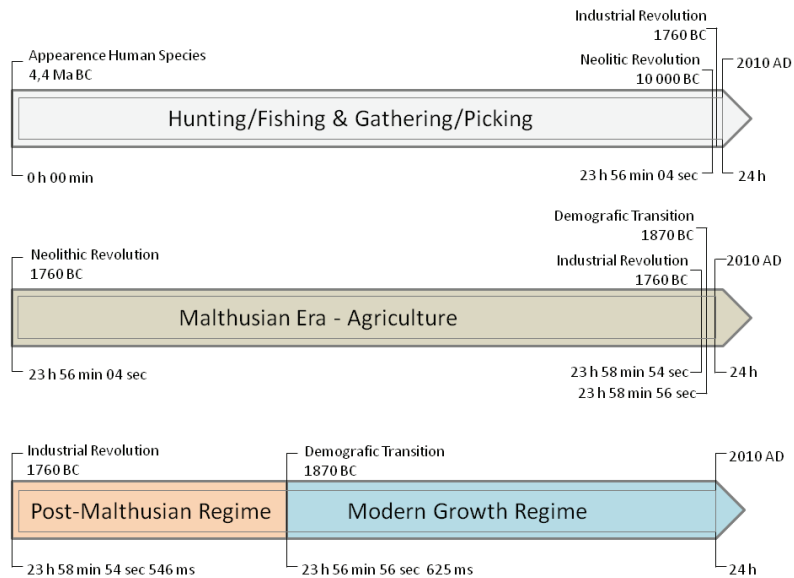 Industrial Revolution
1760 BC
Appearence Human Species
4,4 Ma BC
Neolitic Revolution
10 000 BC
2010 AD
Hunting/Fishing & Gathering/Picking
0 h 00 min
23 h 56 min 04 sec
24 h
Demografic Transition
1870 BC
Neolithic Revolution
1760 BC
Industrial Revolution
1760 BC
2010 AD
Malthusian Era - Agriculture
23 h 56 min 04 sec
23 h 58 min 54 sec
24 h
23 h 58 min 56 sec
Industrial Revolution
1760 BC
Demografic Transition
1870 BC
2010 AD
Post-Malthusian Regime
Modern Growth Regime
23 h 58 min 54 sec 546 ms
23 h 56 min 56 sec 625 ms
24 h